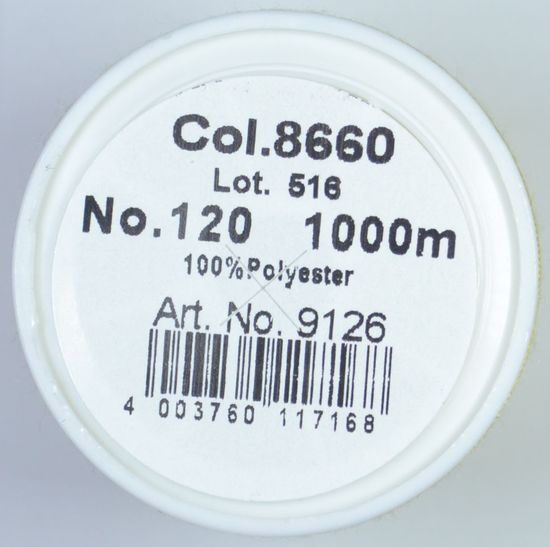 Col.8660
Lot. 516
No.120 1000m
100%Polyester
Art. No. 9126
4 003760 117168